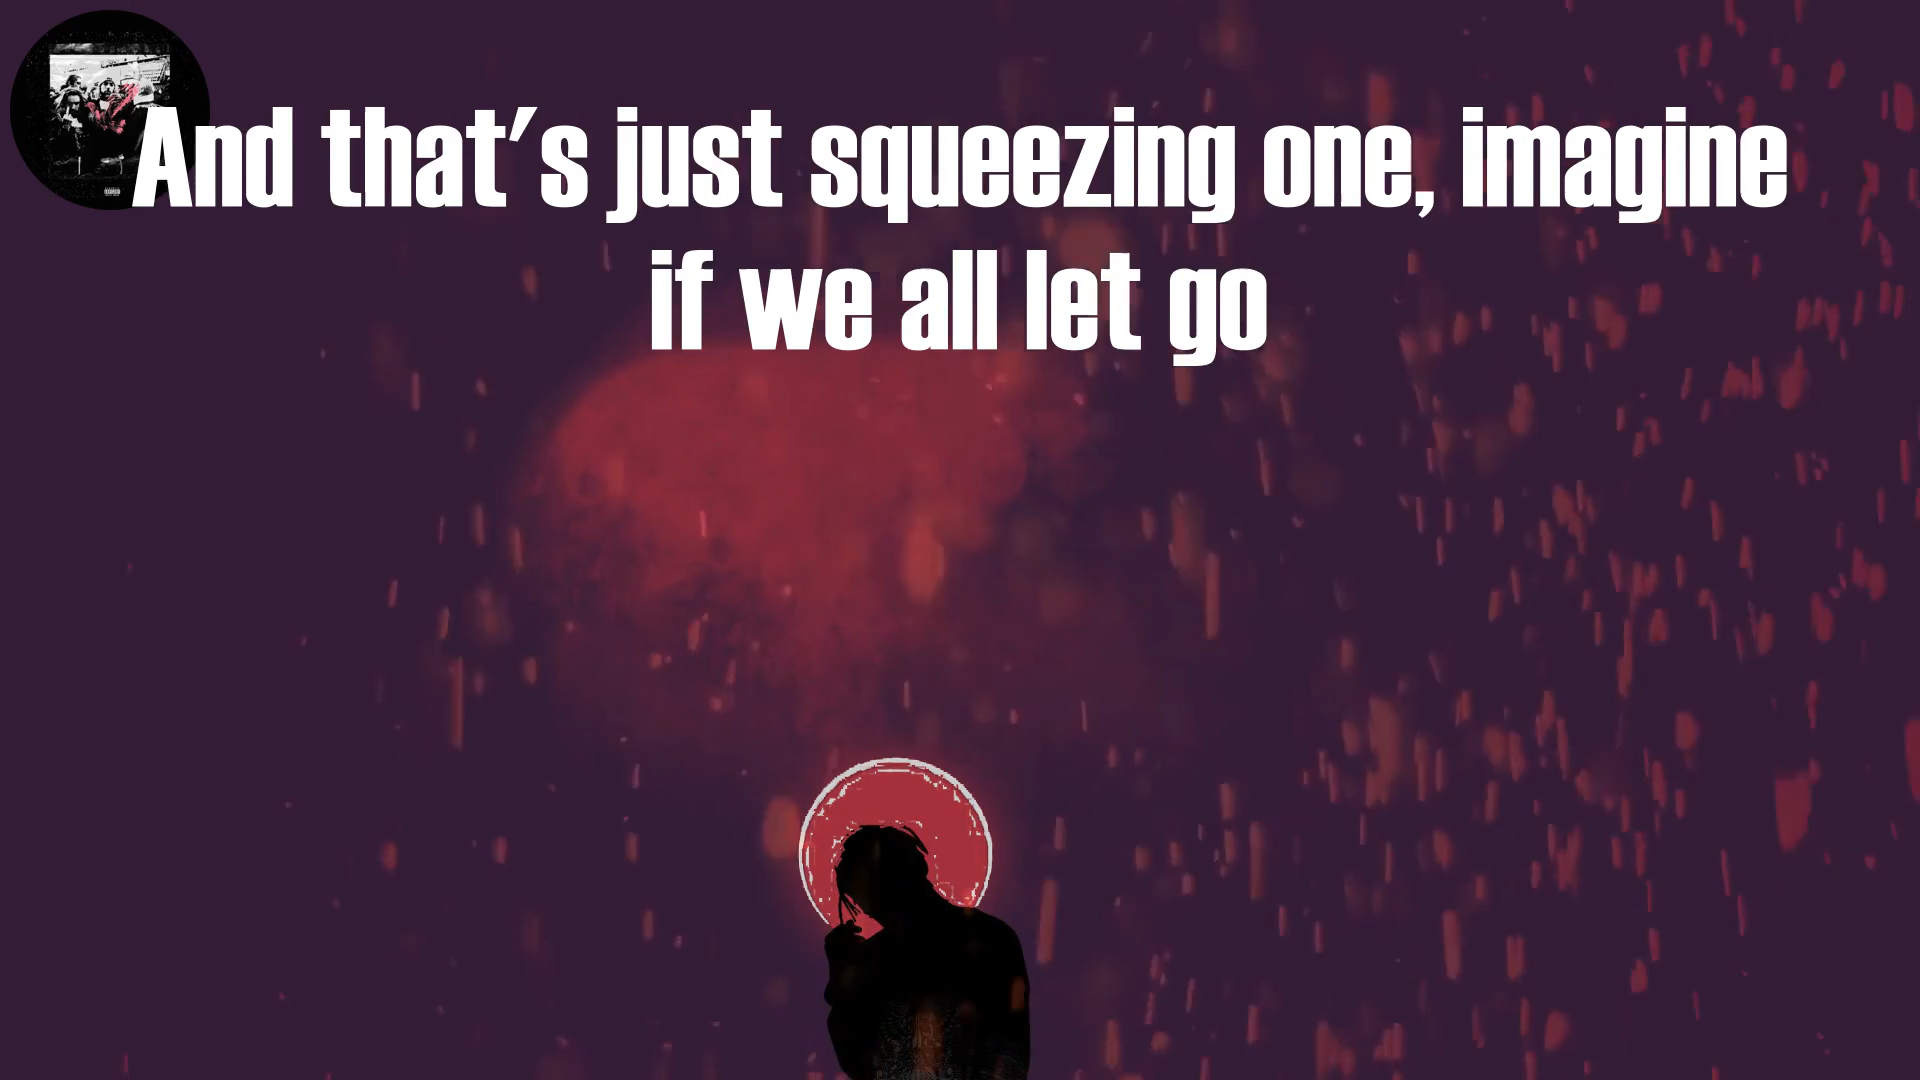 And that's just squeezing one, imagine
if we all let go